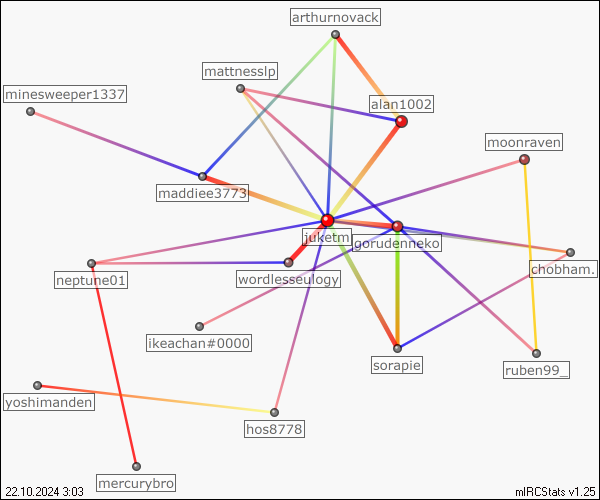 arthurnovack
mattnesslp
minesweeper1337
alan1002
moonraven
maddiee3773
juketml
gorudenneko
chobham.
neptune01
wordlesseulogy
ikeachan#0000
sorapie
ruben99_
yoshimanden
hos8778
mercurybro
22.10.2024 3:03
mIRCStats v1.25